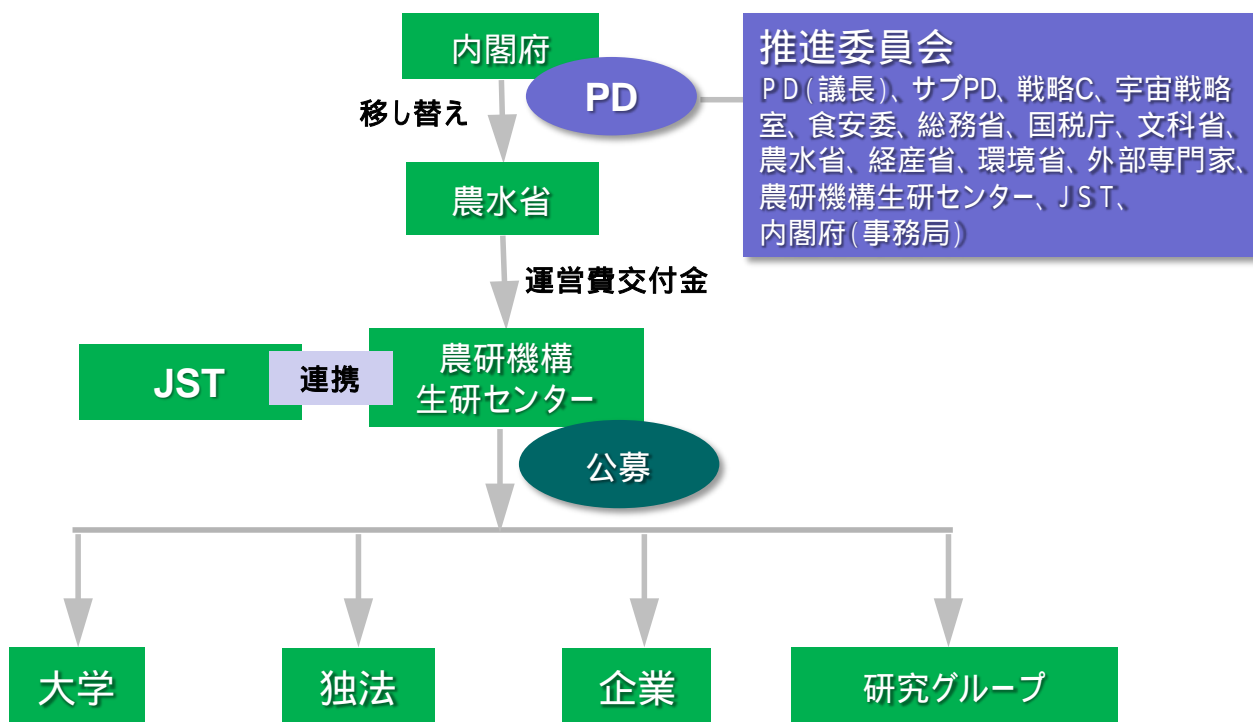 内閣府
PD
移し替え
推進委員会
PD(議長)、サブPD、戦略C、宇宙戦略
室、食安委、総務省、国税庁、文科省、
農水省、経産省、環境省、外部専門家、
農研機構生研センター、JST、
内閣府(事務局)
農水省
運営費交付金
JST
連携
農研機構
生研センター
公募
大学
独法
企業
研究グループ